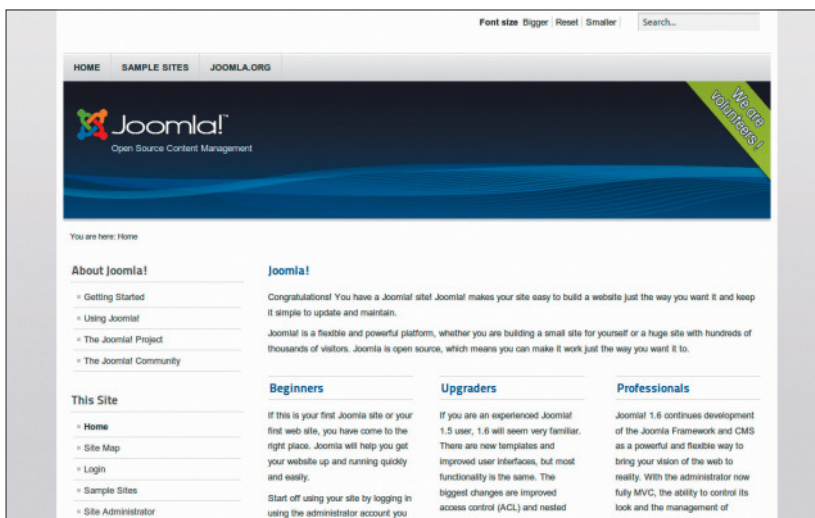 Font size Bigger Reset Smaller Search...
HOME SAMPLE SITES JOOMLA.ORG
Joomla!™
Open Source Content Management
We are
volunteers!
You are here: Home
About Joomla!
Getting Started
Using Joomla!
The Joomla! Project
The Joomla! Community
This Site
Home
Site Map
Login
Sample Sites
Site Administrator
Joomla!
Congratulations! You have a Joomla! site! Joomla! makes your site easy to build a website just the way you want it and keep
it simple to update and maintain.
Joomla! is a flexible and powerful platform, whether you are building a small site for yourself or a huge site with hundreds of
thousands of visitors. Joomla is open source, which means you can make it work just the way you want it to.
Beginners
If this is your first Joomla site or your
first web site, you have come to the
right place. Joomla will help you get
your website up and running quickly
and easily.
Start off using your site by logging in
using the administrator account you
Upgraders
If you are an experienced Joomla!
1.5 user, 1.6 will seem very familiar.
There are new templates and
improved user interfaces, but most
functionality is the same. The
biggest changes are improved
access control (ACL) and nested
Professionals
Joomla! 1.6 continues development
of the Joomla Framework and CMS
as a powerful and flexible way to
bring your vision of the web to
reality. With the administrator now
fully MVC, the ability to control its
look and the management of